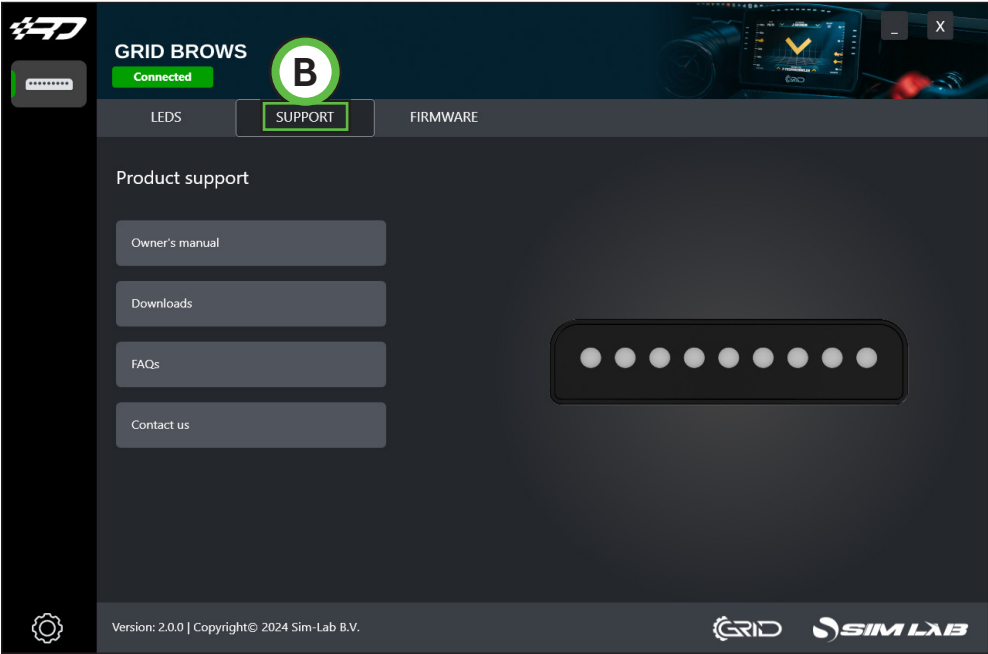 GRID BROWS
Connected
B
_ X
LEDS SUPPORT FIRMWARE
Product support
Owner's manual
Downloads
FAQs
Contact us
Version: 2.0.0 | Copyright© 2024 Sim-Lab B.V.
GRID SIM LAB